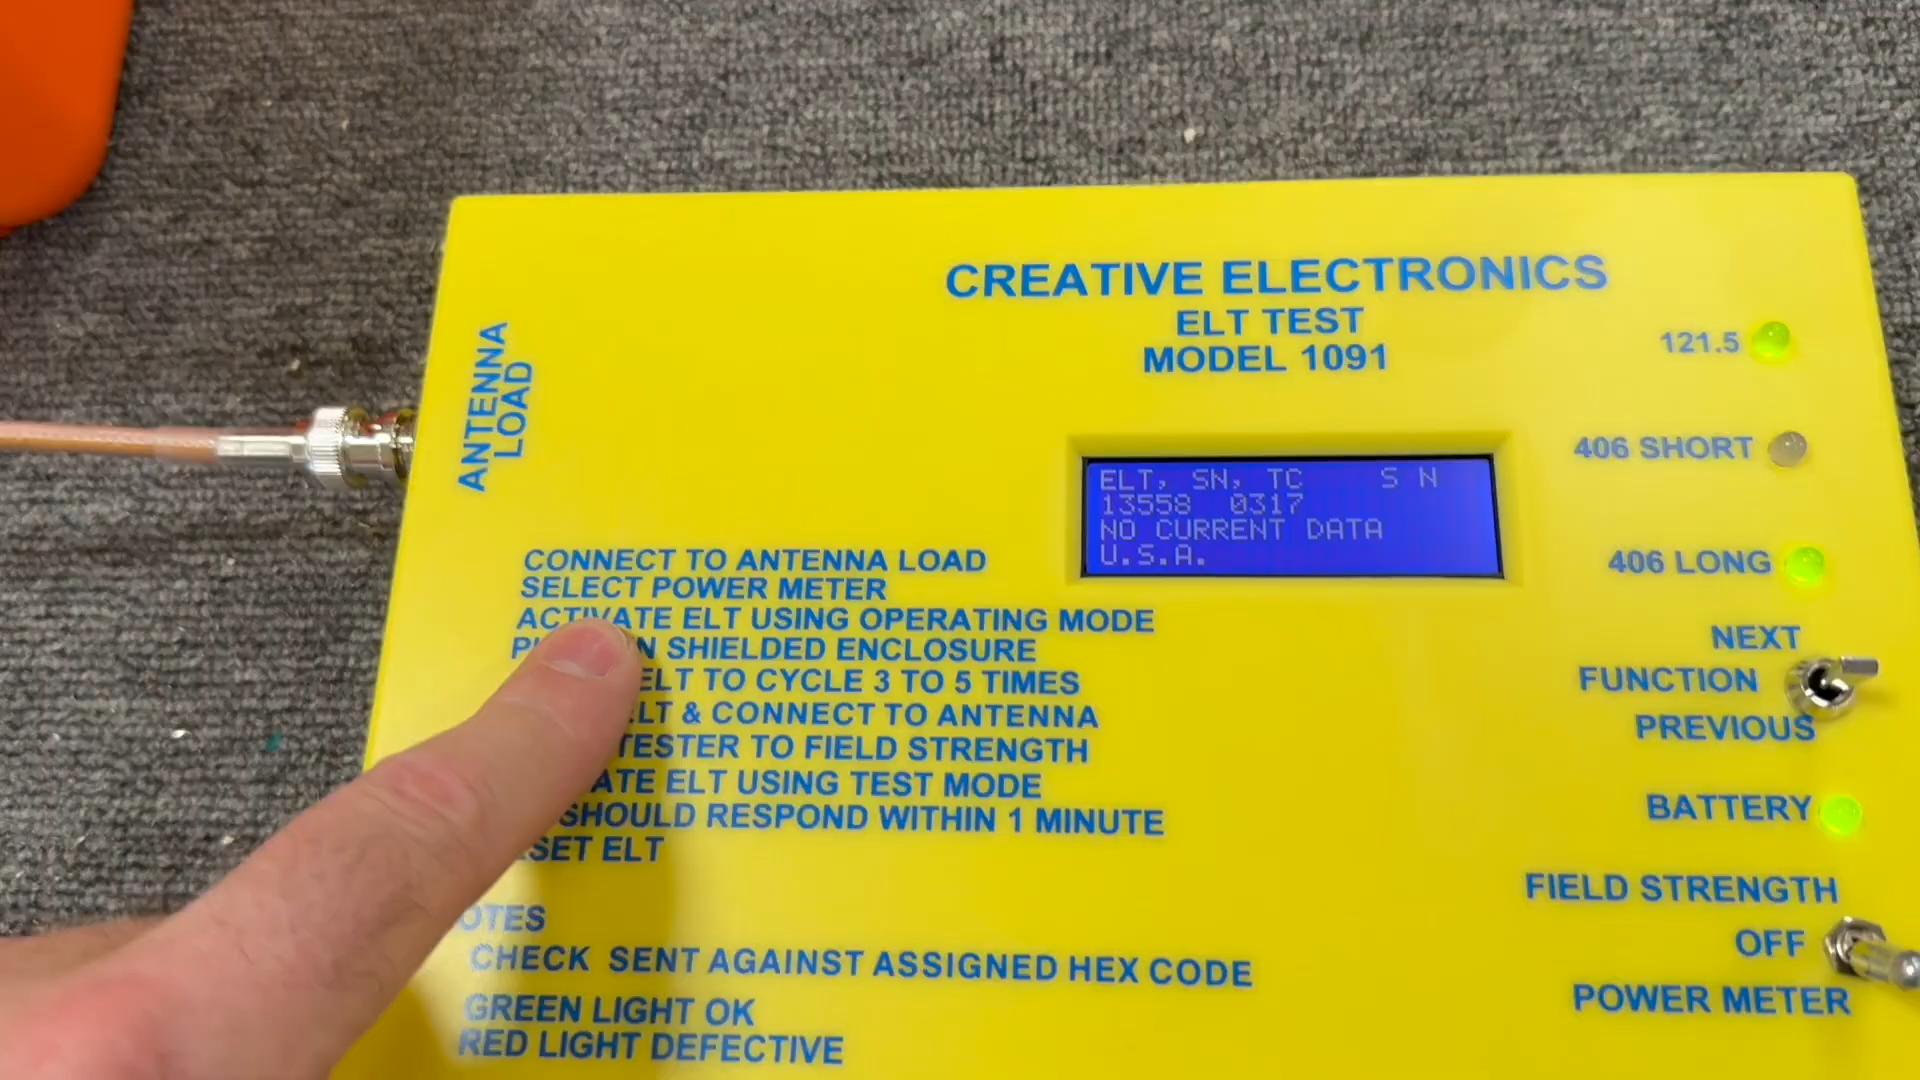 CREATIVE ELECTRONICS
ELT TEST
MODEL 1091
ANTENNA
LOAD
121.5
406 SHORT
406 LONG
ELT, SN, TC S N
13558 0317
NO CURRENT DATA
U.S.A.
CONNECT TO ANTENNA LOAD
SELECT POWER METER
ACTIVATE ELT USING OPERATING MODE
SHIELDED ENCLOSURE
ELT TO CYCLE 3 TO 5 TIMES
& CONNECT TO ANTENNA
TESTER TO FIELD STRENGTH
ELT USING TEST MODE
SHOULD RESPOND WITHIN 1 MINUTE
ELT
CHECK SENT AGAINST ASSIGNED HEX CODE
GREEN LIGHT OK
RED LIGHT DEFECTIVE
NEXT
FUNCTION
PREVIOUS
BATTERY
FIELD STRENGTH
OFF
POWER METER